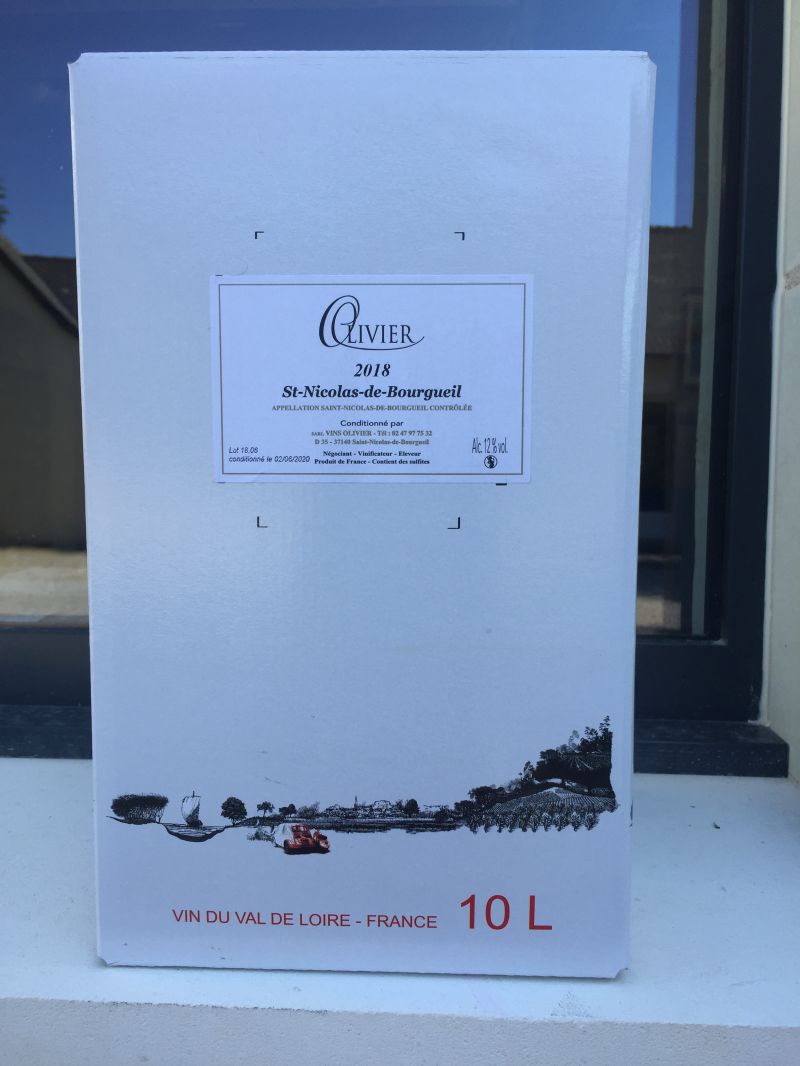 OLIVIER
2018
St-Nicolas-de-Bourgueil
APPELLATION SAINT-NICOLAS-DE-BOURGUEIL CONTRÔLÉE
Conditionné par
SARL VINS OLIVIER - Tél : 02 47 97 75 32
D 35 - 37140 Saint-Nicolas-de-Bourgueil
Lot 18.08
conditionné le 02/06/2020
Négociant - Vinificateur - Eleveur
Produit de France - Contient des sulfites
Alc. 12 % vol.
VIN DU VAL DE LOIRE - FRANCE 10 L